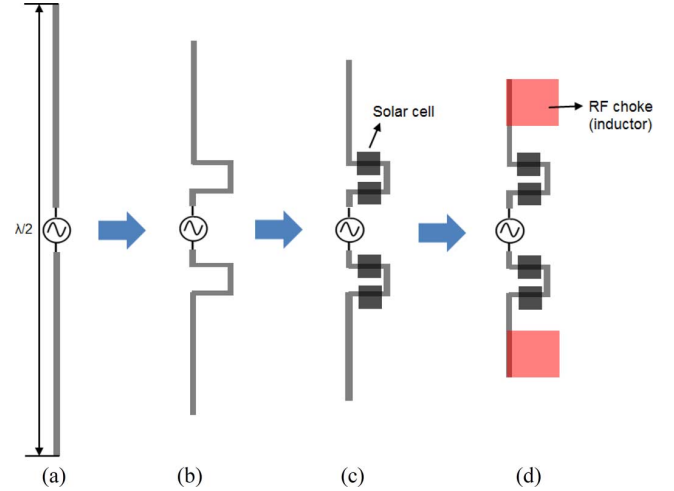 Solar cell
RF choke
(inductor)
λ/2
(a)
(b)
(c)
(d)